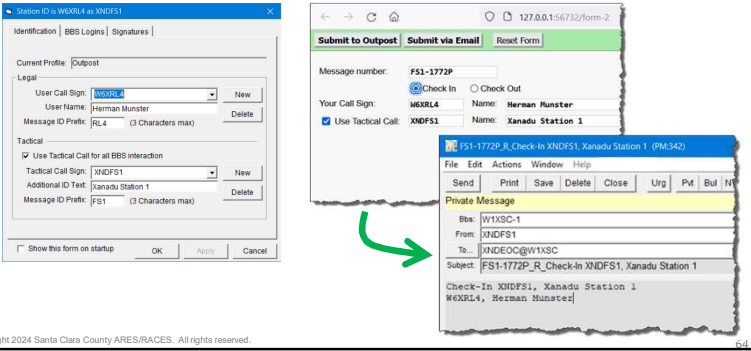 Station ID is W6XRL4 as XNDFS1
Identification BBS Logins Signatures
Current Profile: Outpost
Legal
User Call Sign: W6XRL4 New
User Name: Herman Munster
Delete
Message ID Prefix: RL4 (3 Characters max)
Tactical
Use Tactical Call for all BBS interaction
Tactical Call Sign: XNDFS1 New
Additional ID Text: Xanadu Station 1
Delete
Message ID Prefix: FS1 (3 Characters max)
Show this form on startup OK Apply Cancel
127.0.0.1:56732/form-2
Submit to Outpost Submit via Email Reset Form
Message number: FS1-1772P
Check In Check Out
Your Call Sign: W6XRL4 Name: Herman Munster
Use Tactical Call: XNDFS1 Name: Xanadu Station 1
FS1-1772P_R_Check-In XNDFS1, Xanadu Station 1 (PM:342)
File Edit Actions Window Help
Send Print Save Delete Close Urg Pvt Bul
Private Message
Bbs: W1XSC-1
From: XNDFS1
To... XNDEOC@W1XSC
Subject: FS1-1772P_R_Check-In XNDFS1, Xanadu Station 1
Check-In XNDFS1, Xanadu Station 1
W6XRL4, Herman Munster
ght 2024 Santa Clara County ARES/RACES. All rights reserved.
64